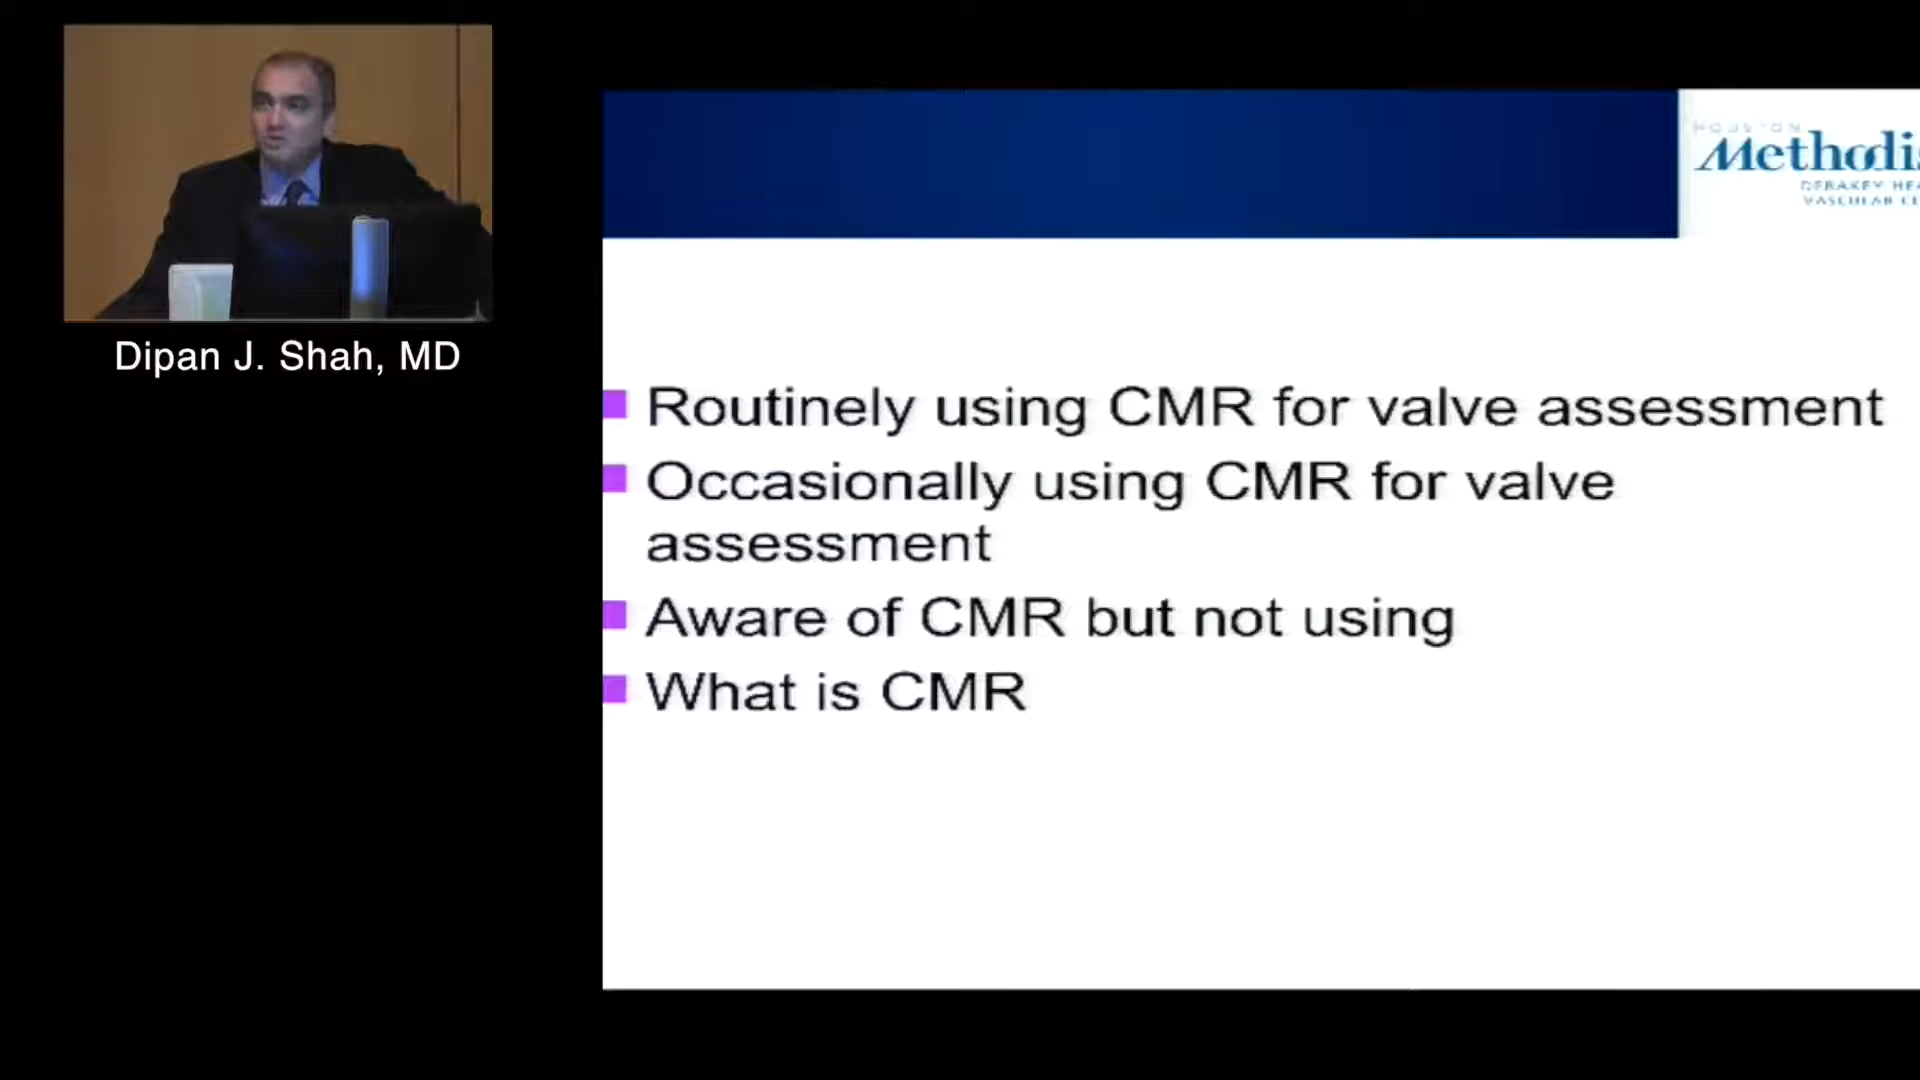 Dipan J. Shah, MD
HOUSTON
Methodis
DEBAKEY HEA
VASCULAR CE
Routinely using CMR for valve assessment
Occasionally using CMR for valve
assessment
Aware of CMR but not using
What is CMR